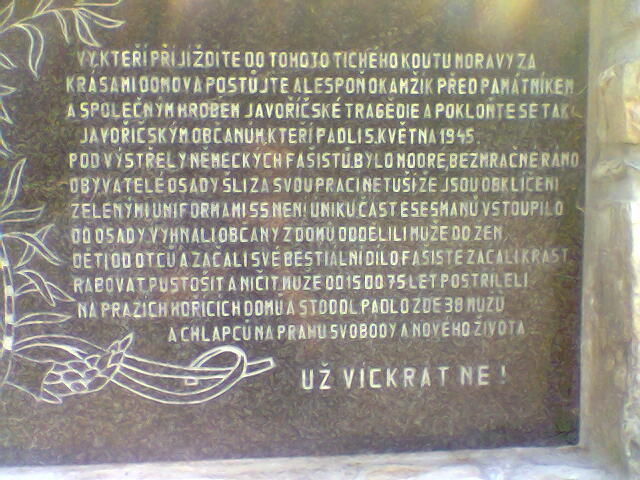 VY, KTEŘÍ PŘIJÍŽDÍTE DO TOHOTO TICHÉHO KOUTU MORAVY ZA
KRÁSAMI DOMOVA POSTŮJTE ALESPOŇ OKAMŽIK PŘED PAMÁTNÍKEM
A SPOLEČNÝM HROBEM JAVOŘÍČSKÉ TRAGÉDIE A POKLOŇTE SE TAK
JAVOŘÍČSKÝM OBČANŮM, KTEŘÍ PADLI 5. KVĚTNA 1945.
POD VÝSTŘELY NĚMECKÝCH FAŠISTŮ. BYLO MODRÉ, BEZMRAČNÉ RÁNO
OBYVATELÉ OSADY ŠLI ZA SVOU PRACÍ NETUŠÍ ŽE JSOU OBKLÍČENI
ZELENÝMI UNIFORMAMI SS NENÍ ÚNIKU ČÁST ESESMANŮ VSTOUPILO
DO OSADY, VYHNALI OBČANY Z DOMŮ ODDĚLILI MUŽE OD ŽEN,
DĚTI OD OTCŮ A ZAČALI SVÉ BESTIÁLNÍ DÍLO FAŠISTÉ ZAČALI KRÁST
RABOVAT, PUSTOŠIT A NIČIT MUŽE OD 15 DO 75 LET POSTŘÍLELI
NA PRAZÍCH HOŘÍCÍCH DOMŮ A STODOL PADLO ZDE 38 MUŽŮ
A CHLAPCŮ NA PRAHU SVOBODY A NOVÉHO ŽIVOTA
UŽ VÍCKRÁT NE!